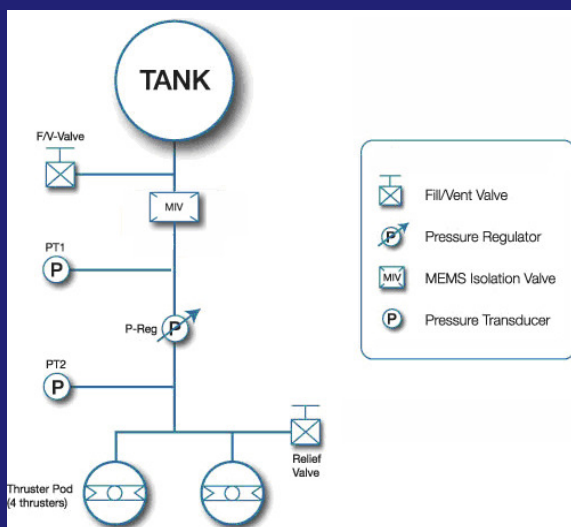 TANK
F/V-Valve
MIV
PT1
P
P-Reg
P
PT2
P
Relief
Valve
Thruster Pod
(4 thrusters)
Fill/Vent Valve
P
Pressure Regulator
MIV
MEMS Isolation Valve
P
Pressure Transducer